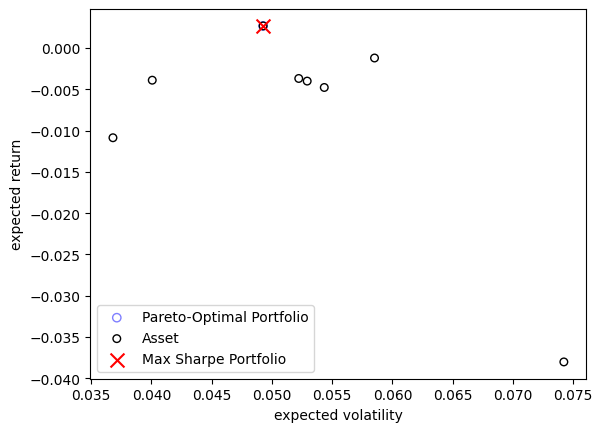 0.000
−0.005
−0.010
−0.015
−0.020
−0.025
−0.030
−0.035
−0.040
expected return
Pareto-Optimal Portfolio
Asset
Max Sharpe Portfolio
0.035 0.040 0.045 0.050 0.055 0.060 0.065 0.070 0.075
expected volatility